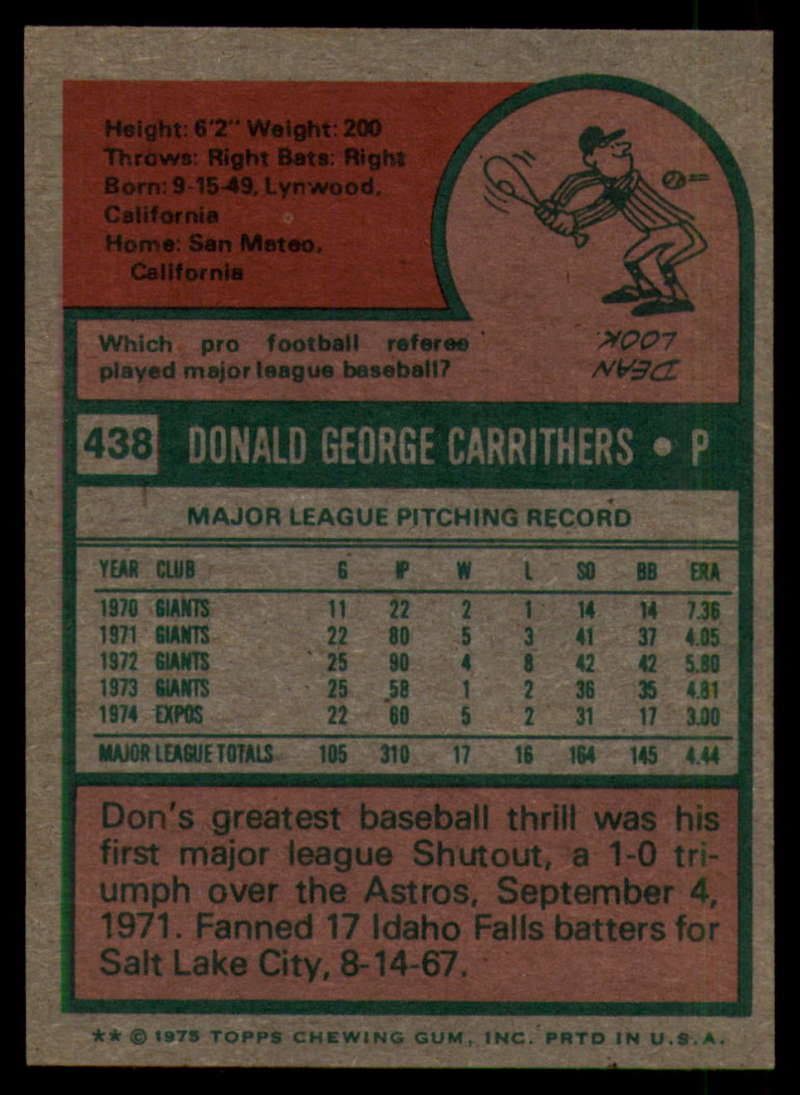 Height: 6'2" Weight: 200
Throws: Right Bats: Right
Born: 9-15-49, Lynwood,
California
Home: San Mateo,
California
Which pro football referee
played major league baseball?
DEAN
LOOK.
438 DONALD GEORGE CARRITHERS • P
MAJOR LEAGUE PITCHING RECORD
YEAR CLUB G IP W L SO BB ERA
1970 GIANTS 11 22 2 1 14 14 7.36
1971 GIANTS 22 80 5 3 41 37 4.05
1972 GIANTS 25 90 4 8 42 42 5.80
1973 GIANTS 25 58 1 2 36 35 4.81
1974 EXPOS 22 60 5 2 31 17 3.00
MAJOR LEAGUE TOTALS 105 310 17 16 164 145 4.44
Don's greatest baseball thrill was his
first major league Shutout, a 1-0 tri-
umph over the Astros, September 4,
1971. Fanned 17 Idaho Falls batters for
Salt Lake City, 8-14-67.
** © 1975 TOPPS CHEWING GUM, INC. PRTD IN U.S.A.